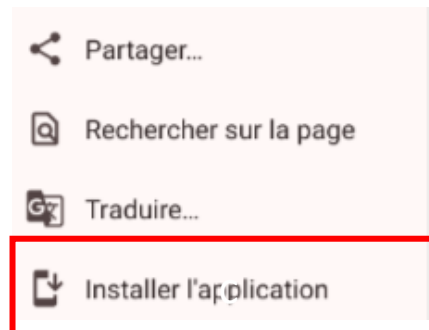 Partager...
Rechercher sur la page
Traduire...
Installer l'application